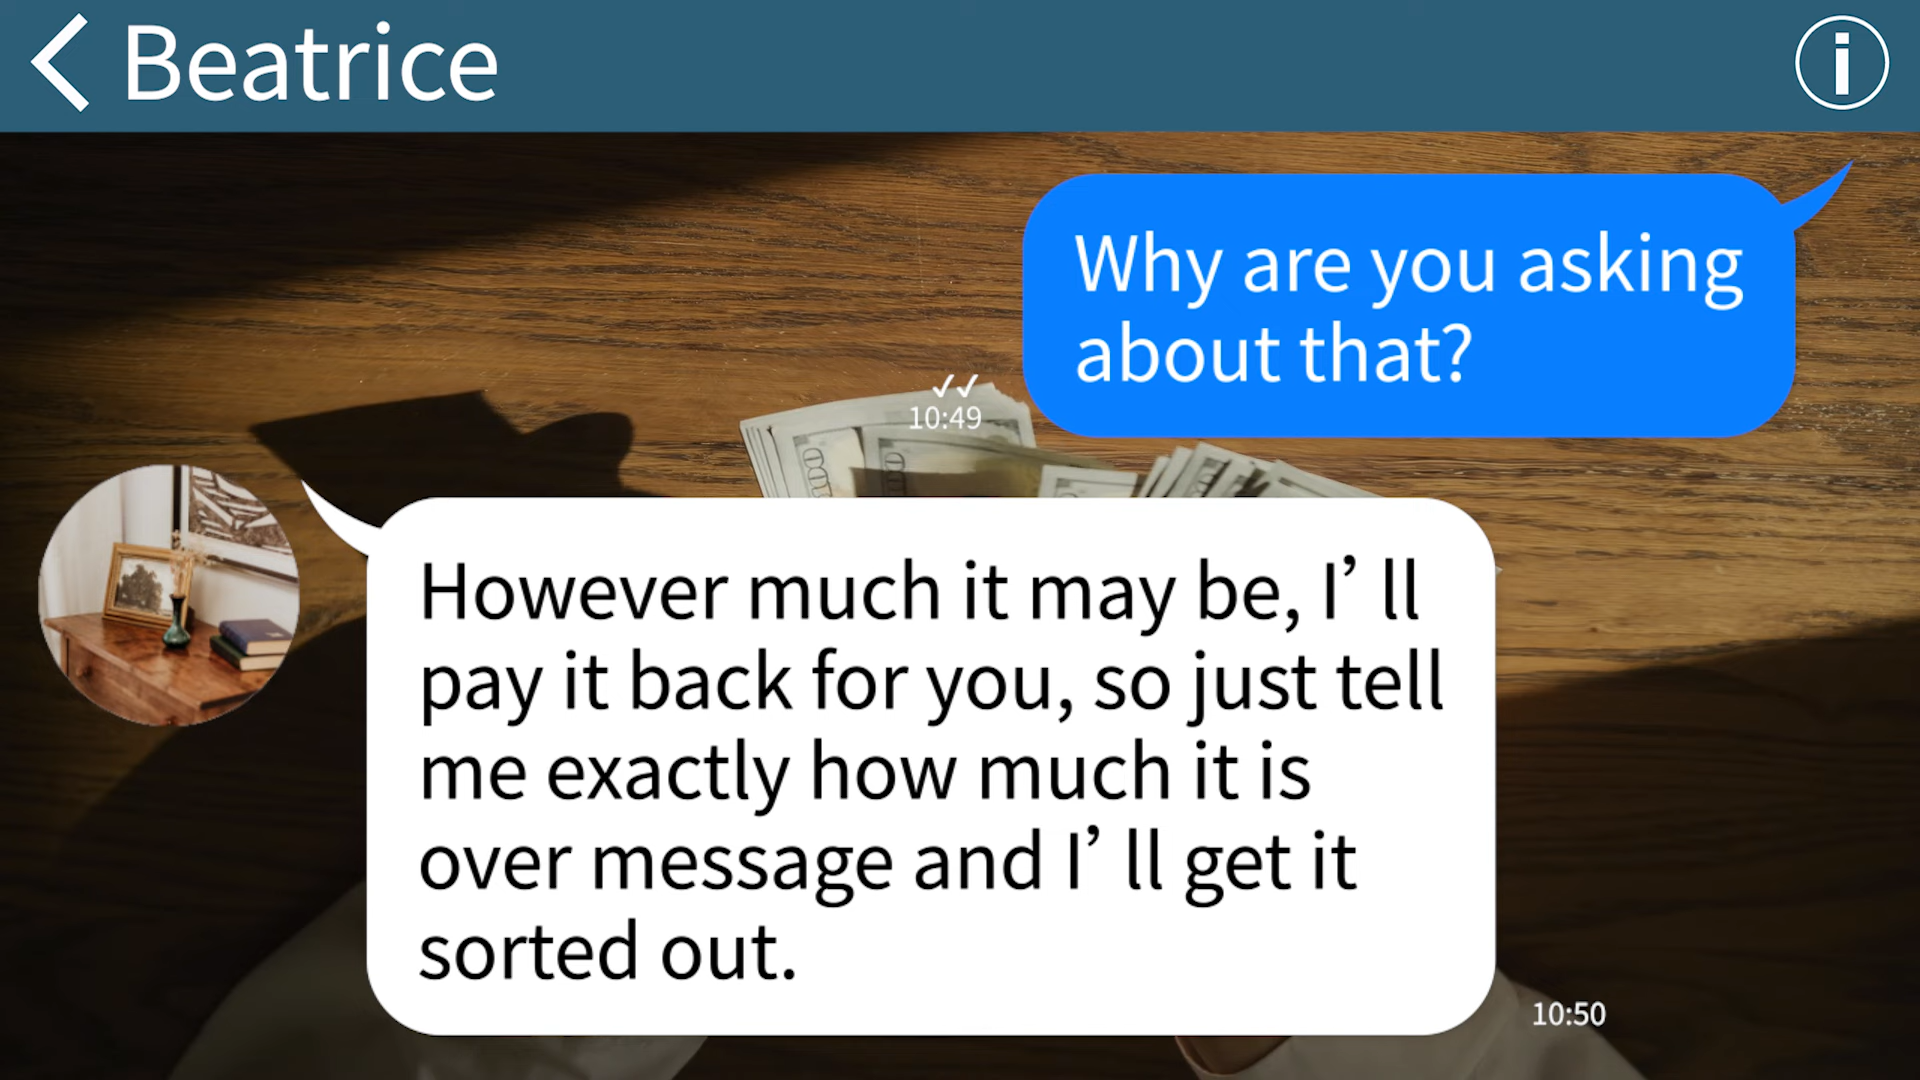 Beatrice
Why are you asking
about that?
10:49
However much it may be, I’ll
pay it back for you, so just tell
me exactly how much it is
over message and I’ll get it
sorted out.
10:50